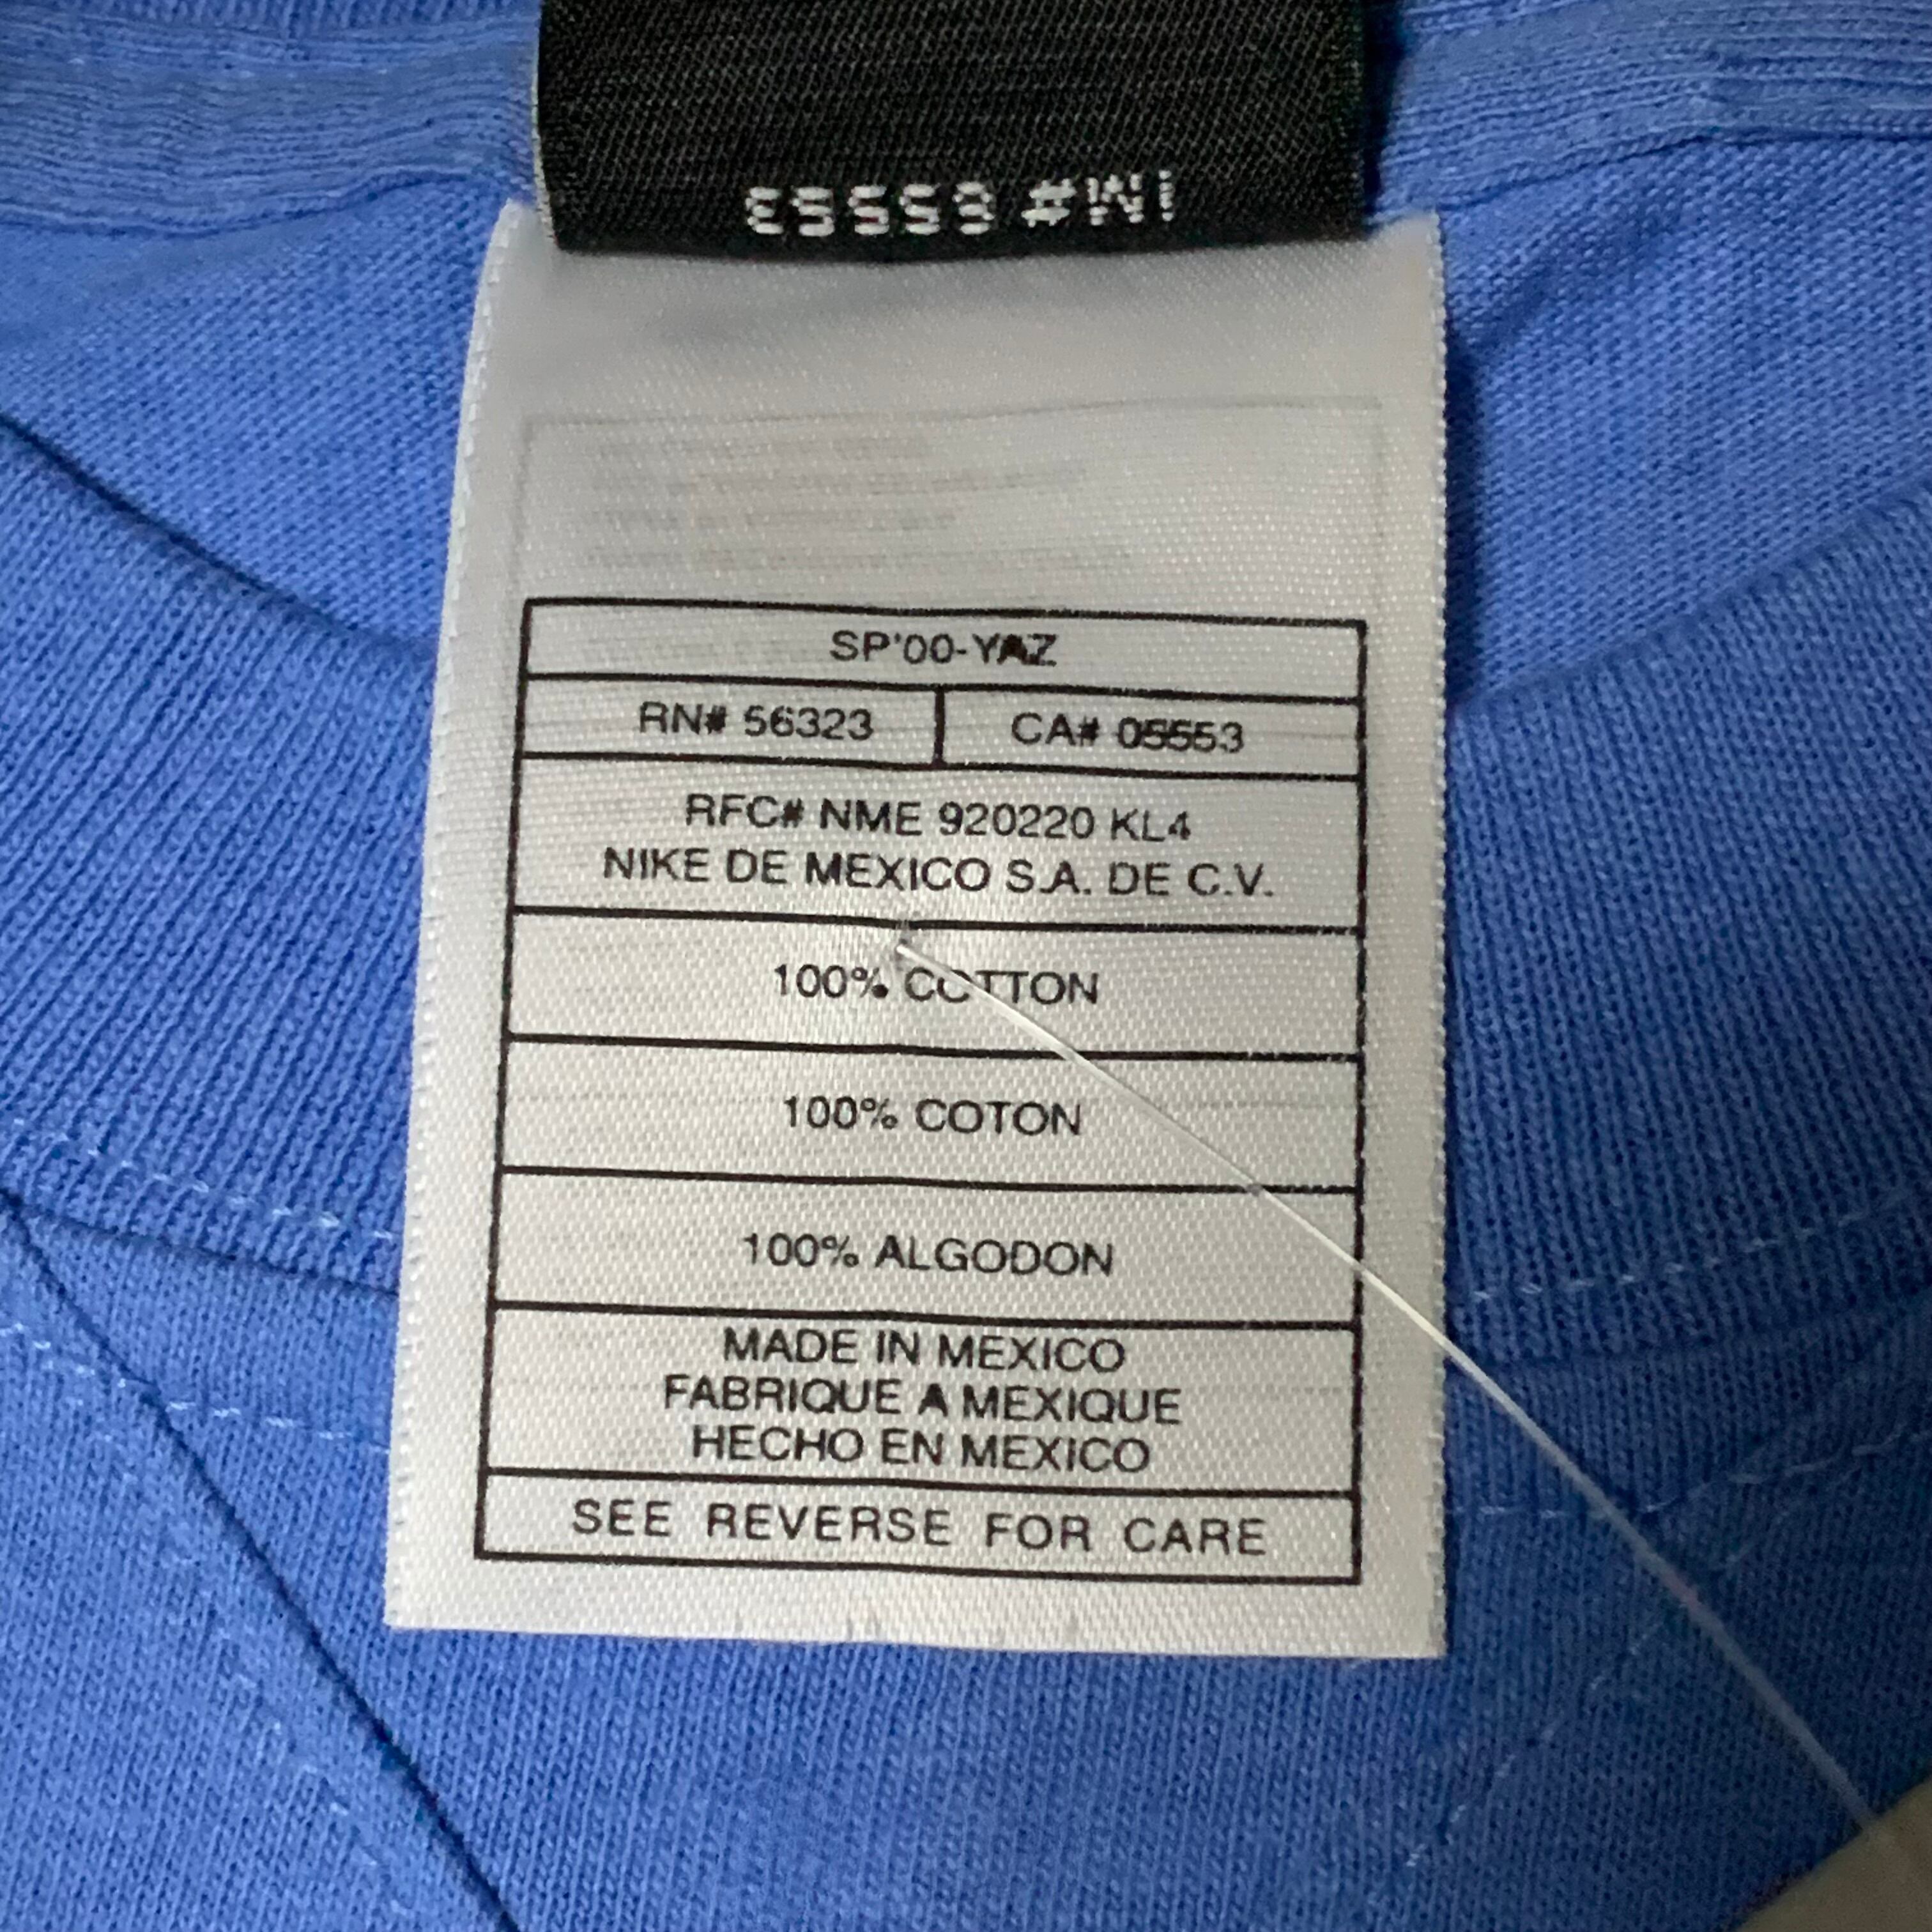 SP'00-YAZ
RN# 56323 CA# 05553
RFC# NME 920220 KL4
NIKE DE MEXICO S.A. DE C.V.
100% COTTON
100% COTON
100% ALGODON
MADE IN MEXICO
FABRIQUE A MEXIQUE
HECHO EN MEXICO
SEE REVERSE FOR CARE